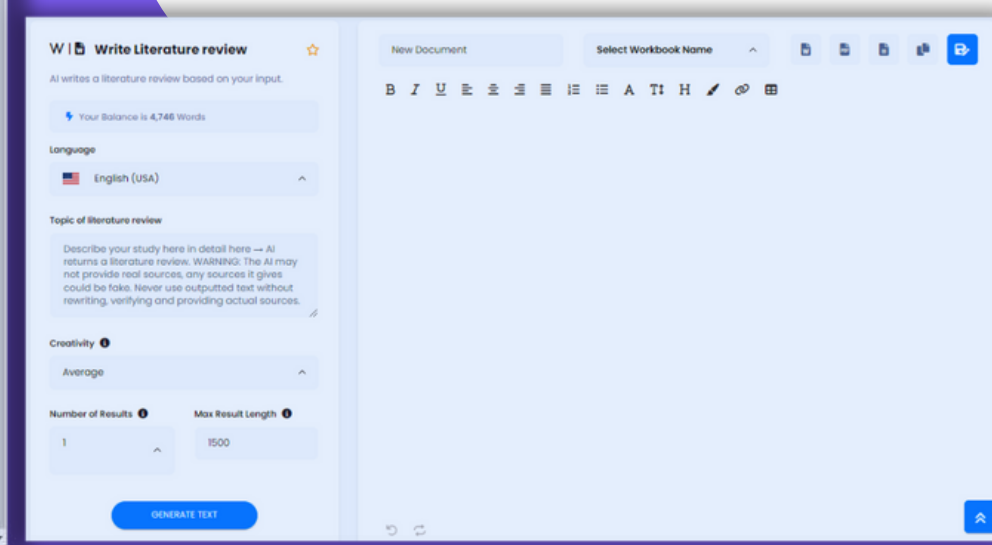 W | Write Literature review
AI writes a literature review based on your input.
Your Balance is 4,746 Words
Language
English (USA)
Topic of literature review
Describe your study here in detail here → AI
returns a literature review. WARNING: The AI may
not provide real sources, any sources it gives
could be fake. Never use outputted text without
rewriting, verifying and providing actual sources.
Creativity
Average
Number of Results
Max Result Length
1
1500
GENERATE TEXT
New Document
Select Workbook Name
B I U A T H